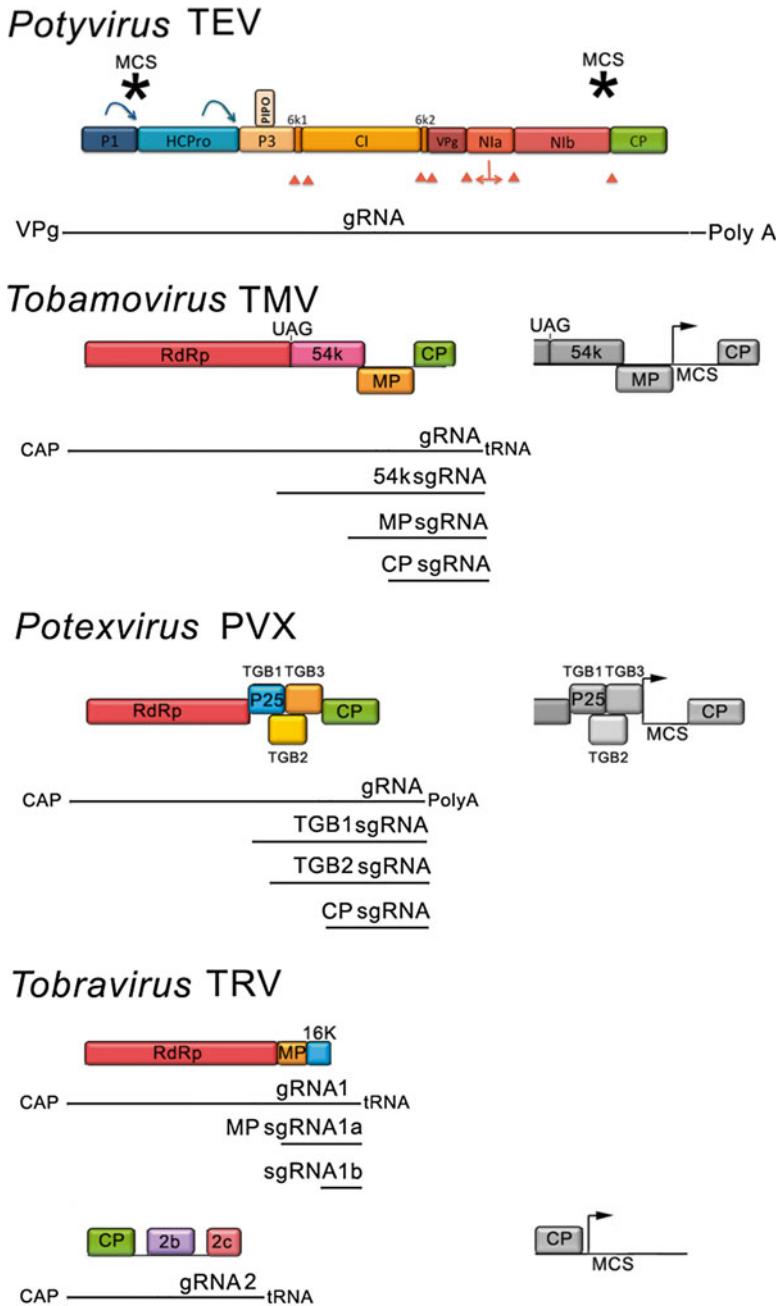 Potyvirus TEV
MCS MCS
* *
PIPO
6k1 6k2
P1 HCPro P3 CI VPg NIa NIb CP
gRNA
VPg Poly A
Tobamovirus TMV
UAG UAG
RdRp 54k CP 54k CP
MP MP MCS
gRNA
CAP tRNA
54k sgRNA
MP sgRNA
CP sgRNA
Potexvirus PVX
TGB1 TGB3 TGB1 TGB3
P25 P25
RdRp CP CP
MCS
TGB2 TGB2
gRNA
CAP PolyA
TGB1 sgRNA
TGB2 sgRNA
CP sgRNA
Tobravirus TRV
16K
RdRp MP
gRNA1
CAP tRNA
MP sgRNA1a
sgRNA1b
CP 2b 2c CP
MCS
gRNA2
CAP tRNA